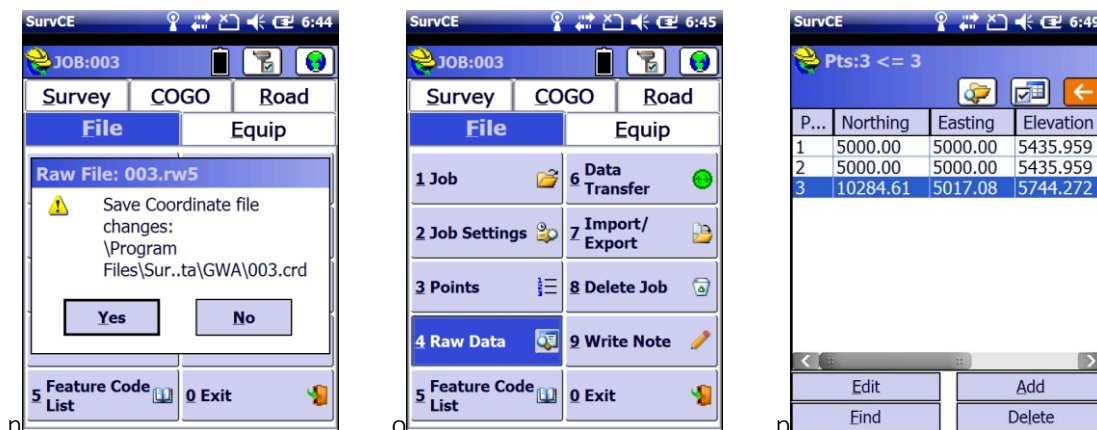 SurvCE 6:44
JOB:003
Survey COGO Road
File Equip
Raw File: 003.rw5
Save Coordinate file
changes:
\Program
Files\Sur..ta\GWA\003.crd
Yes No
5 Feature Code List 0 Exit
n
SurvCE 6:45
JOB:003
Survey COGO Road
File Equip
1 Job 6 Data Transfer
2 Job Settings 7 Import/ Export
3 Points 8 Delete Job
4 Raw Data 9 Write Note
5 Feature Code List 0 Exit
o
SurvCE 6:49
Pts:3 <= 3
P... Northing Easting Elevation
1 5000.00 5000.00 5435.959
2 5000.00 5000.00 5435.959
3 10284.61 5017.08 5744.272
Edit Add
Find Delete
p